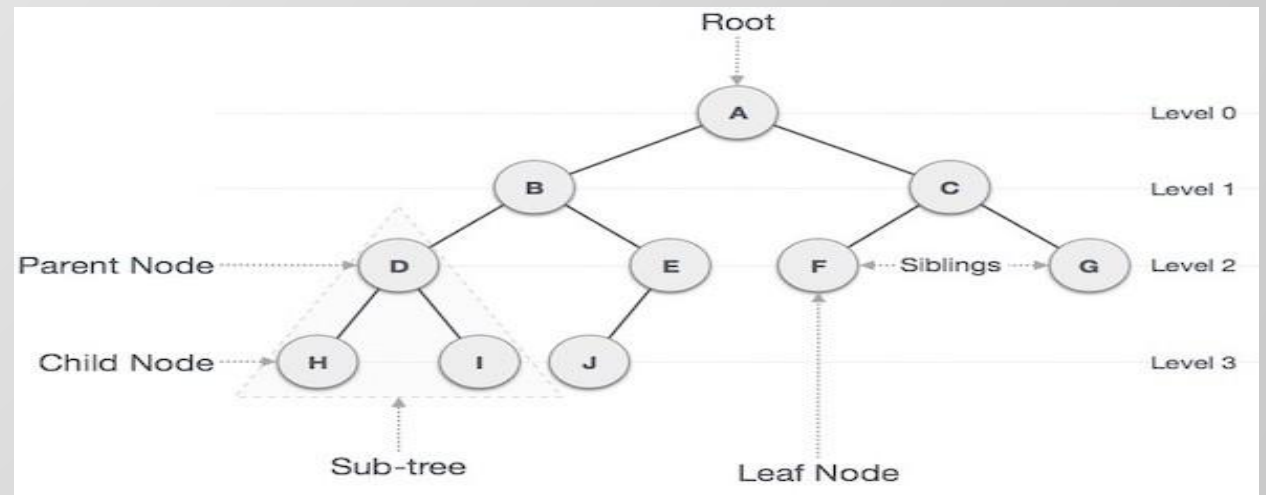 Root
A
Level 0
B
C
Level 1
Parent Node
D
E
F
Siblings
G
Level 2
Child Node
H
I
J
Level 3
Sub-tree
Leaf Node